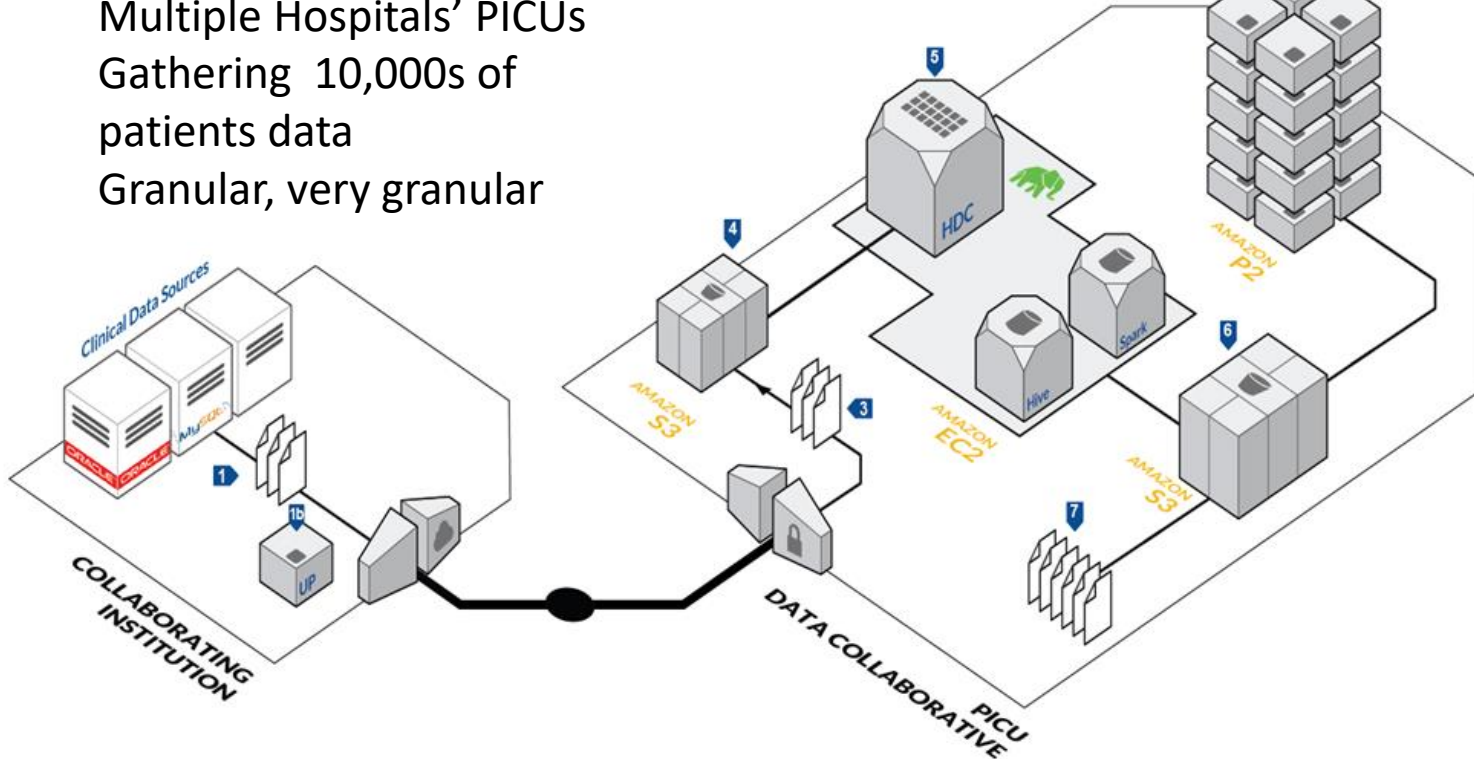 Multiple Hospitals’ PICUs
Gathering 10,000s of
patients data
Granular, very granular
5
HDC
4
AMAZON
P2
Clinical Data Sources
MySQL
ORACLE
ORACLE
Spark
Hive
6
AMAZON
S3
3
AMAZON
EC2
1
AMAZON
S3
1b
UP
7
COLLABORATING
INSTITUTION
DATA COLLABORATIVE
PICU